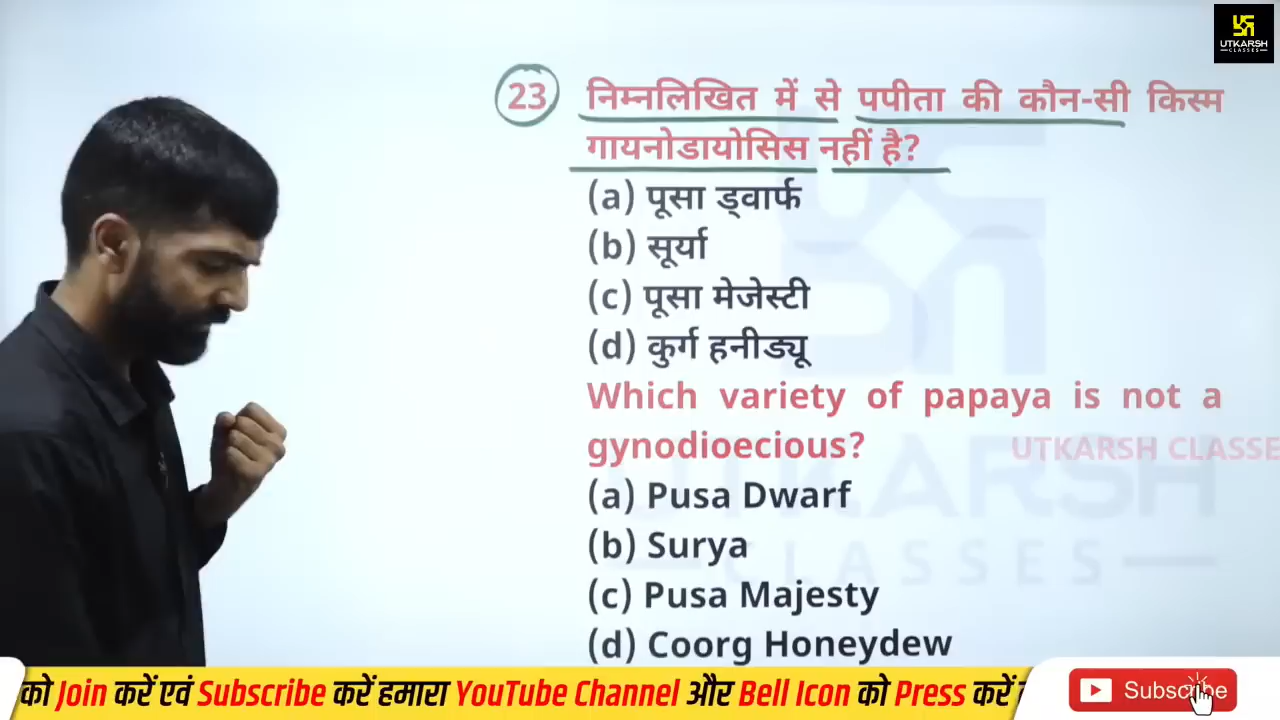 UTKARSH
CLASSES
23 निम्नलिखित में से पपीता की कौन-सी किस्म
गायनोडायोसिस नहीं है?
(a) पूसा ड्वार्फ
(b) सूर्या
(c) पूसा मेजेस्टी
(d) कुर्ग हनीड्यू
Which variety of papaya is not a
gynodioecious?
UTKARSH CLASSE
(a) Pusa Dwarf
(b) Surya
(c) Pusa Majesty
(d) Coorg Honeydew
UTKARSH
CLASSES
को Join करें एवं Subscribe करें हमारा YouTube Channel और Bell Icon को Press करें
Subscribe